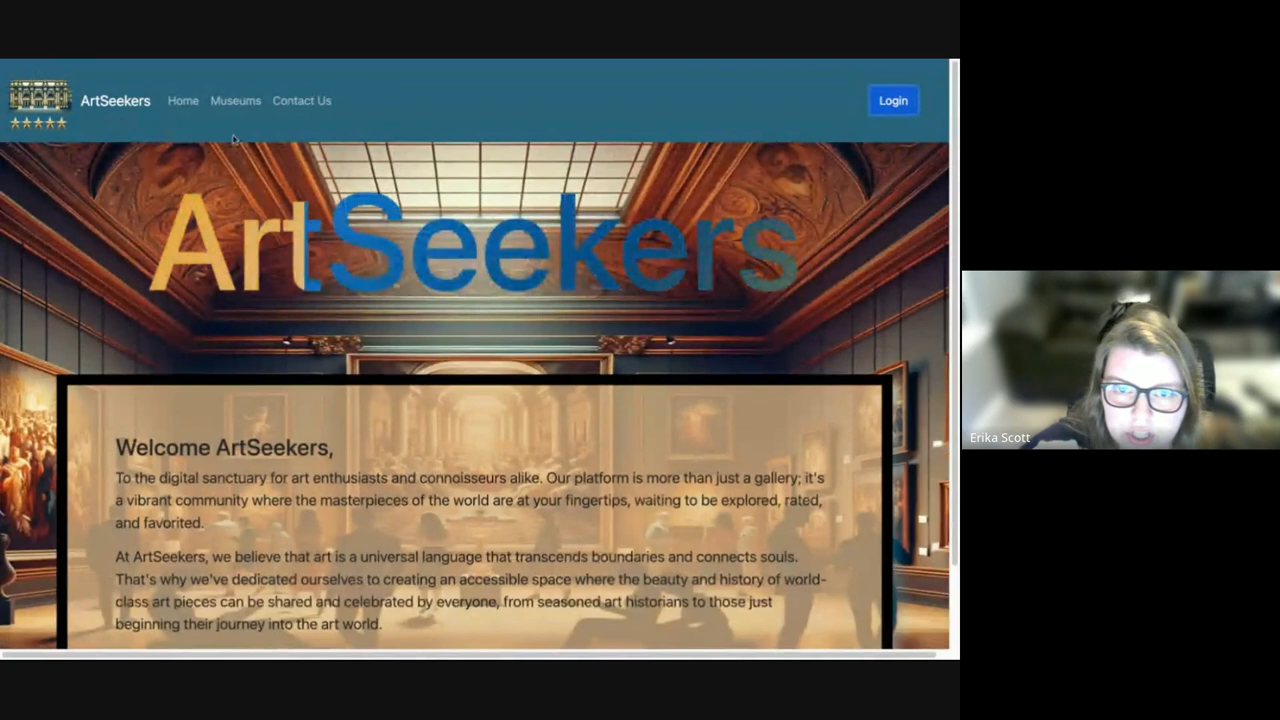 ArtSeekers Home Museums Contact Us Login
ArtSeekers
Welcome ArtSeekers,
To the digital sanctuary for art enthusiasts and connoisseurs alike. Our platform is more than just a gallery; it's
a vibrant community where the masterpieces of the world are at your fingertips, waiting to be explored, rated,
and favorited.
At ArtSeekers, we believe that art is a universal language that transcends boundaries and connects souls.
That's why we've dedicated ourselves to creating an accessible space where the beauty and history of world-
class art pieces can be shared and celebrated by everyone, from seasoned art historians to those just
beginning their journey into the art world.
Erika Scott